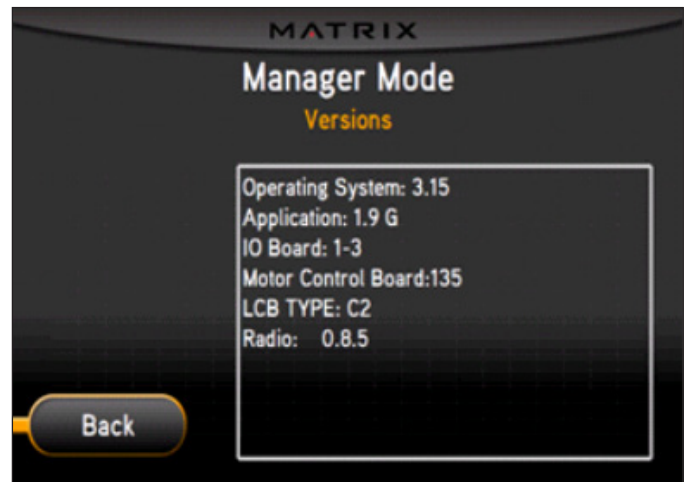 MATRIX
Manager Mode
Versions
Operating System: 3.15
Application: 1.9 G
IO Board: 1-3
Motor Control Board:135
LCB TYPE: C2
Radio: 0.8.5
Back